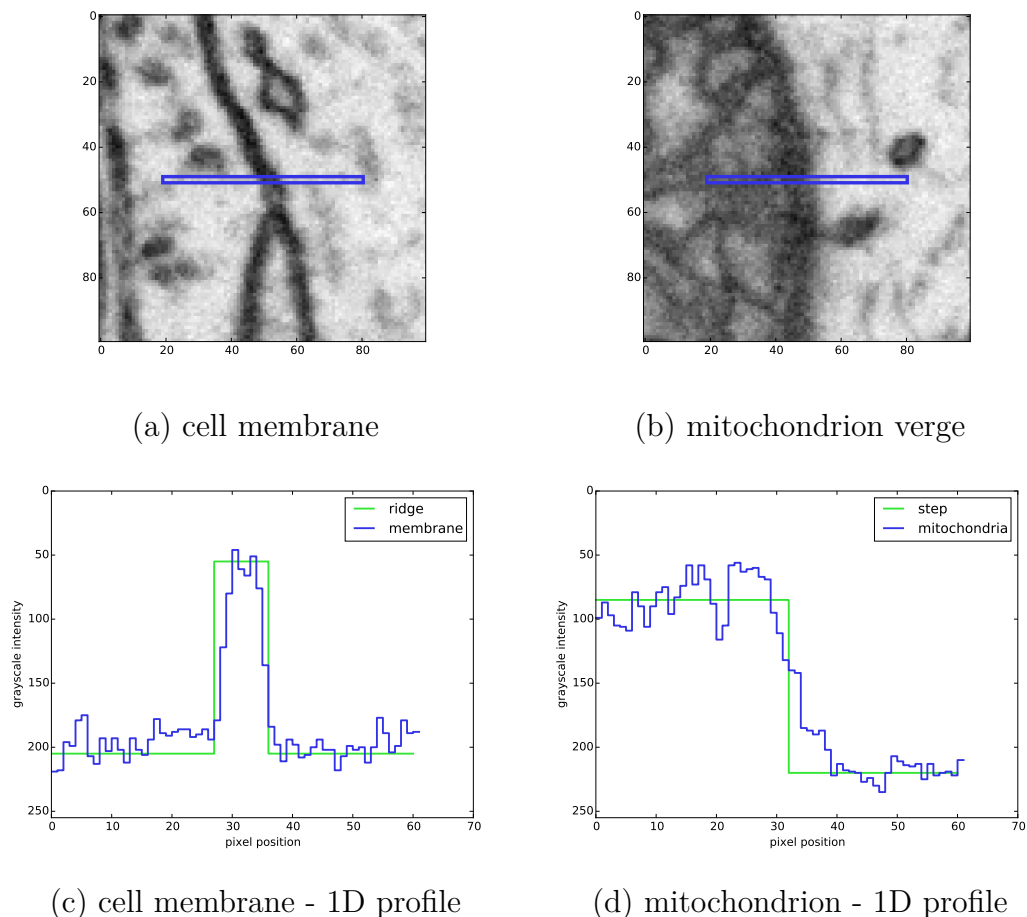 0
20
40
60
80
0 20 40 60 80
0
20
40
60
80
0 20 40 60 80
(a) cell membrane
(b) mitochondrion verge
0
50
100
150
200
250
grayscale intensity
ridge
membrane
0 10 20 30 40 50 60 70
pixel position
0
50
100
150
200
250
grayscale intensity
step
mitochondria
0 10 20 30 40 50 60 70
pixel position
(c) cell membrane - 1D profile
(d) mitochondrion - 1D profile